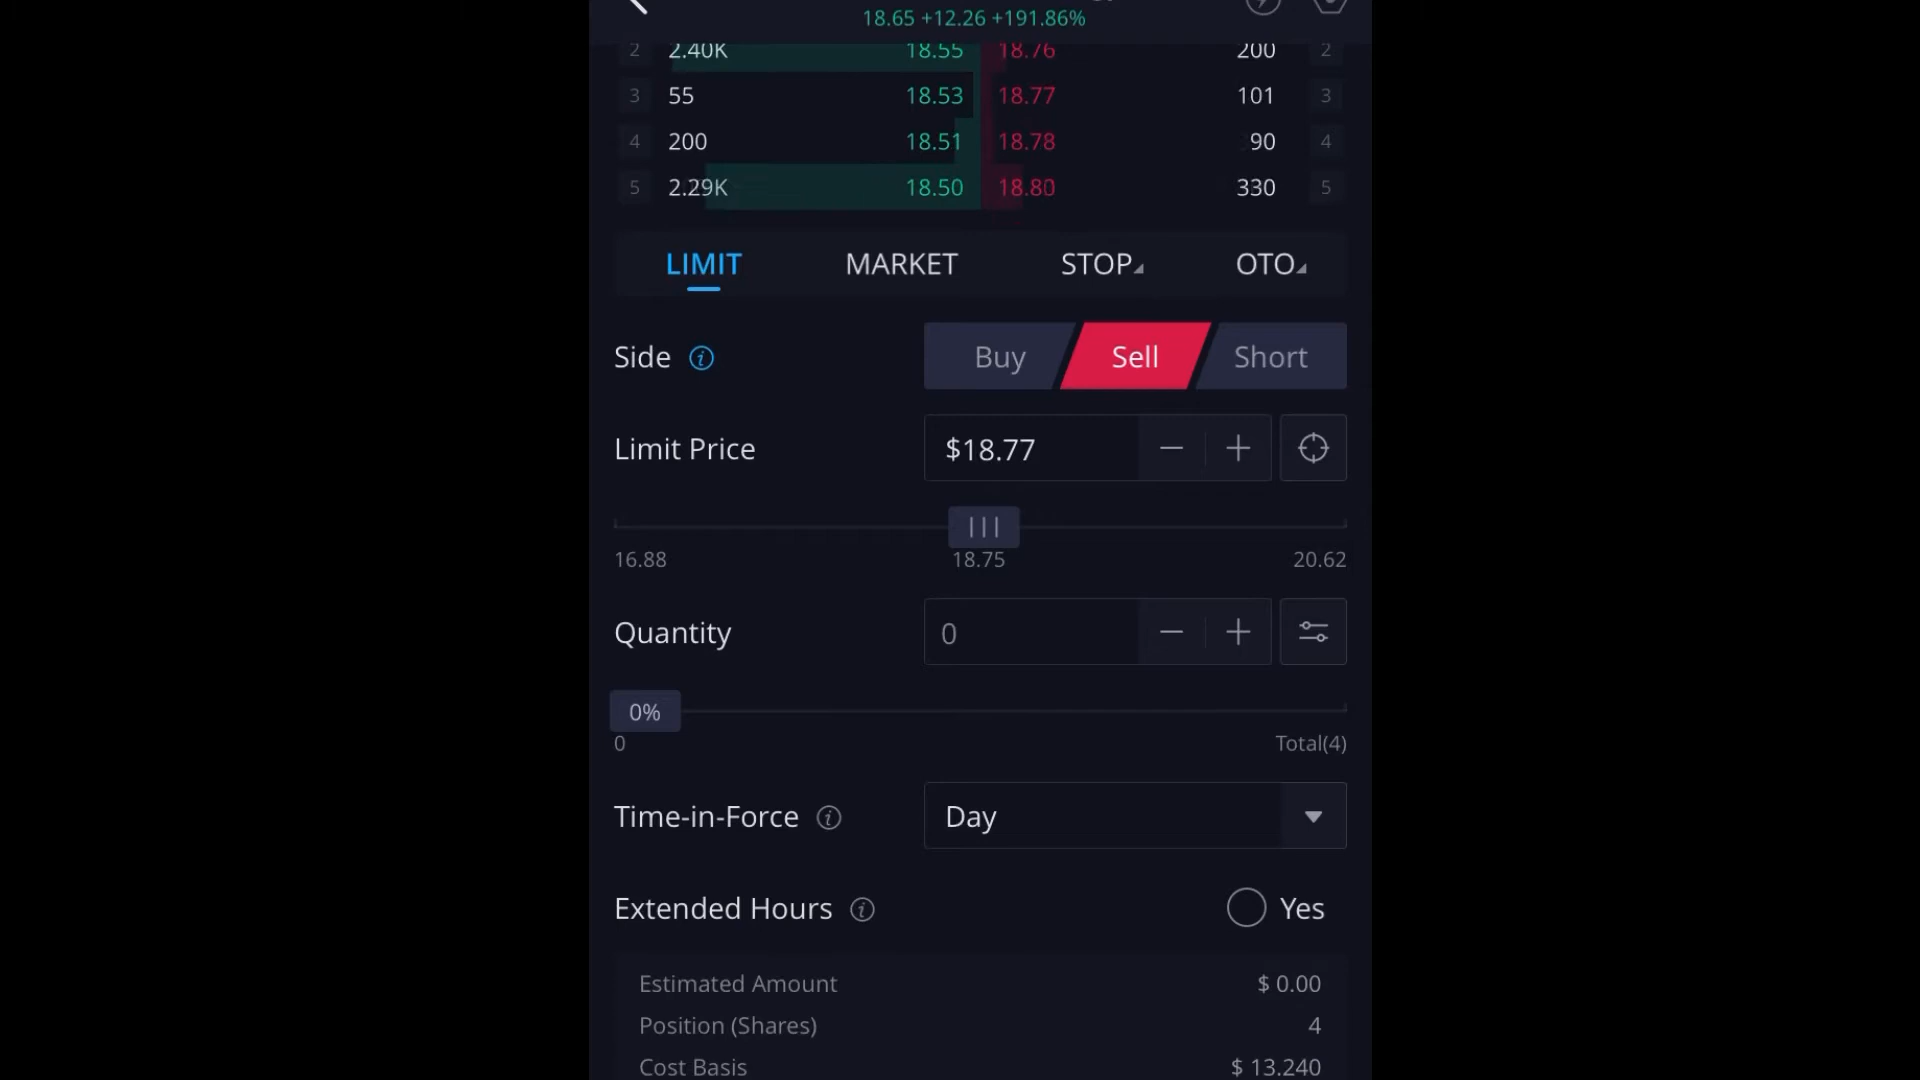 18.65 +12.26 +191.86%
2 2.40K 18.55 18.76 200 2
3 55 18.53 18.77 101 3
4 200 18.51 18.78 90 4
5 2.29K 18.50 18.80 330 5
LIMIT MARKET STOP OTO
Side Buy Sell Short
Limit Price $18.77
16.88 18.75 20.62
Quantity 0
0%
0 Total(4)
Time-in-Force Day
Extended Hours Yes
Estimated Amount $ 0.00
Position (Shares) 4
Cost Basis $ 13.240